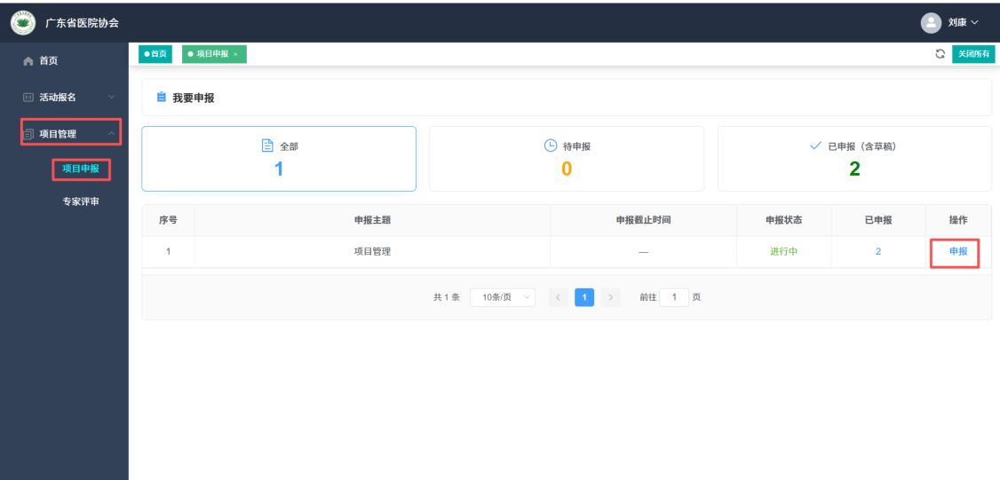 广东省医院协会
刘康
首页
活动报名
项目管理
项目申报
专家评审
首页
项目申报 ×
关闭所有
我要申报
全部
1
待申报
0
已申报（含草稿）
2
序号 申报主题 申报截止时间 申报状态 已申报 操作
1 项目管理 — 进行中 2 申报
共 1 条 10条/页 < 1 > 前往 1 页